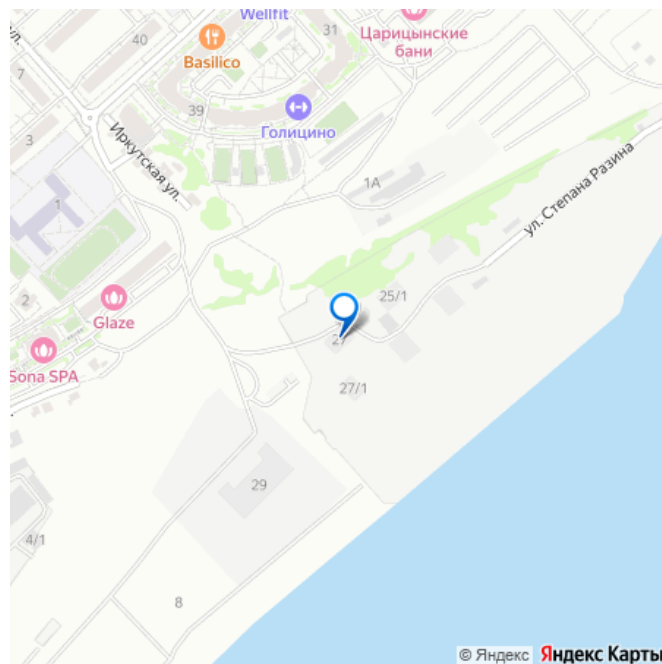 Wellfit
ул.
40
31
Царицынские
бани
Basilico
7
39
Голицино
3
Иркутская ул.
ул. Степана Разина
1А
1
2
25/1
Glaze
27
Sona SPA
27/1
29
4/1
8
© Яндекс Яндекс Карты